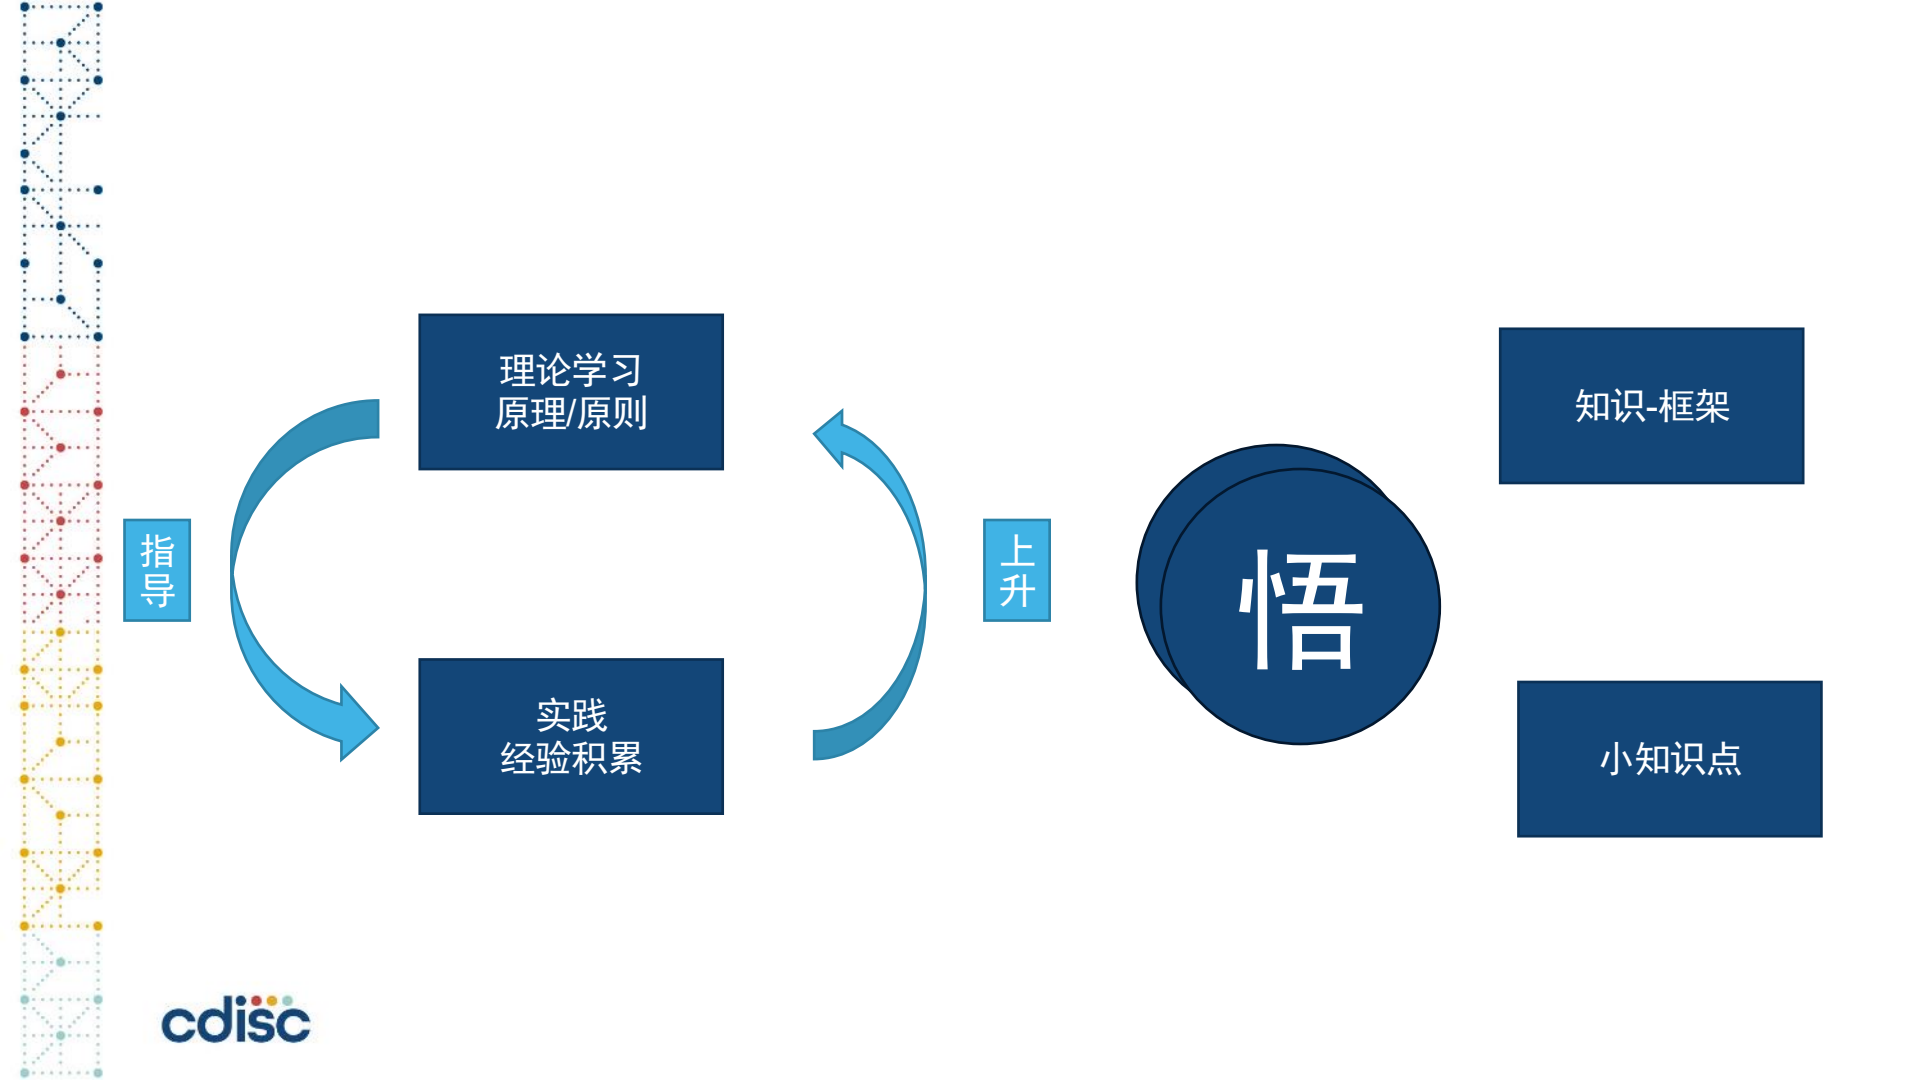 理论学习
原理/原则
指
导
上
升
实践
经验积累
悟
知识-框架
小知识点
cdisc